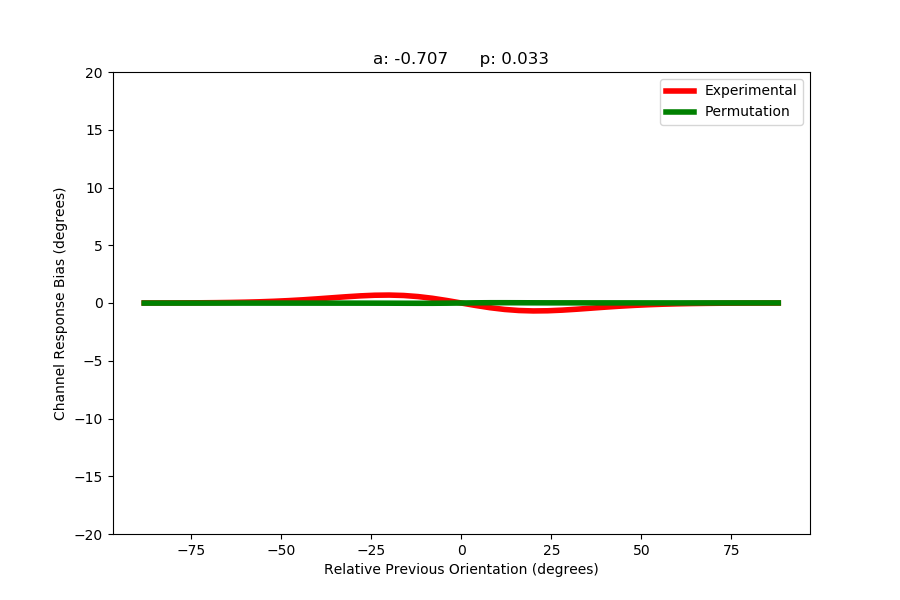 a: -0.707 p: 0.033
Experimental
Permutation
20
15
10
5
0
−5
−10
−15
−20
Channel Response Bias (degrees)
−75 −50 −25 0 25 50 75
Relative Previous Orientation (degrees)